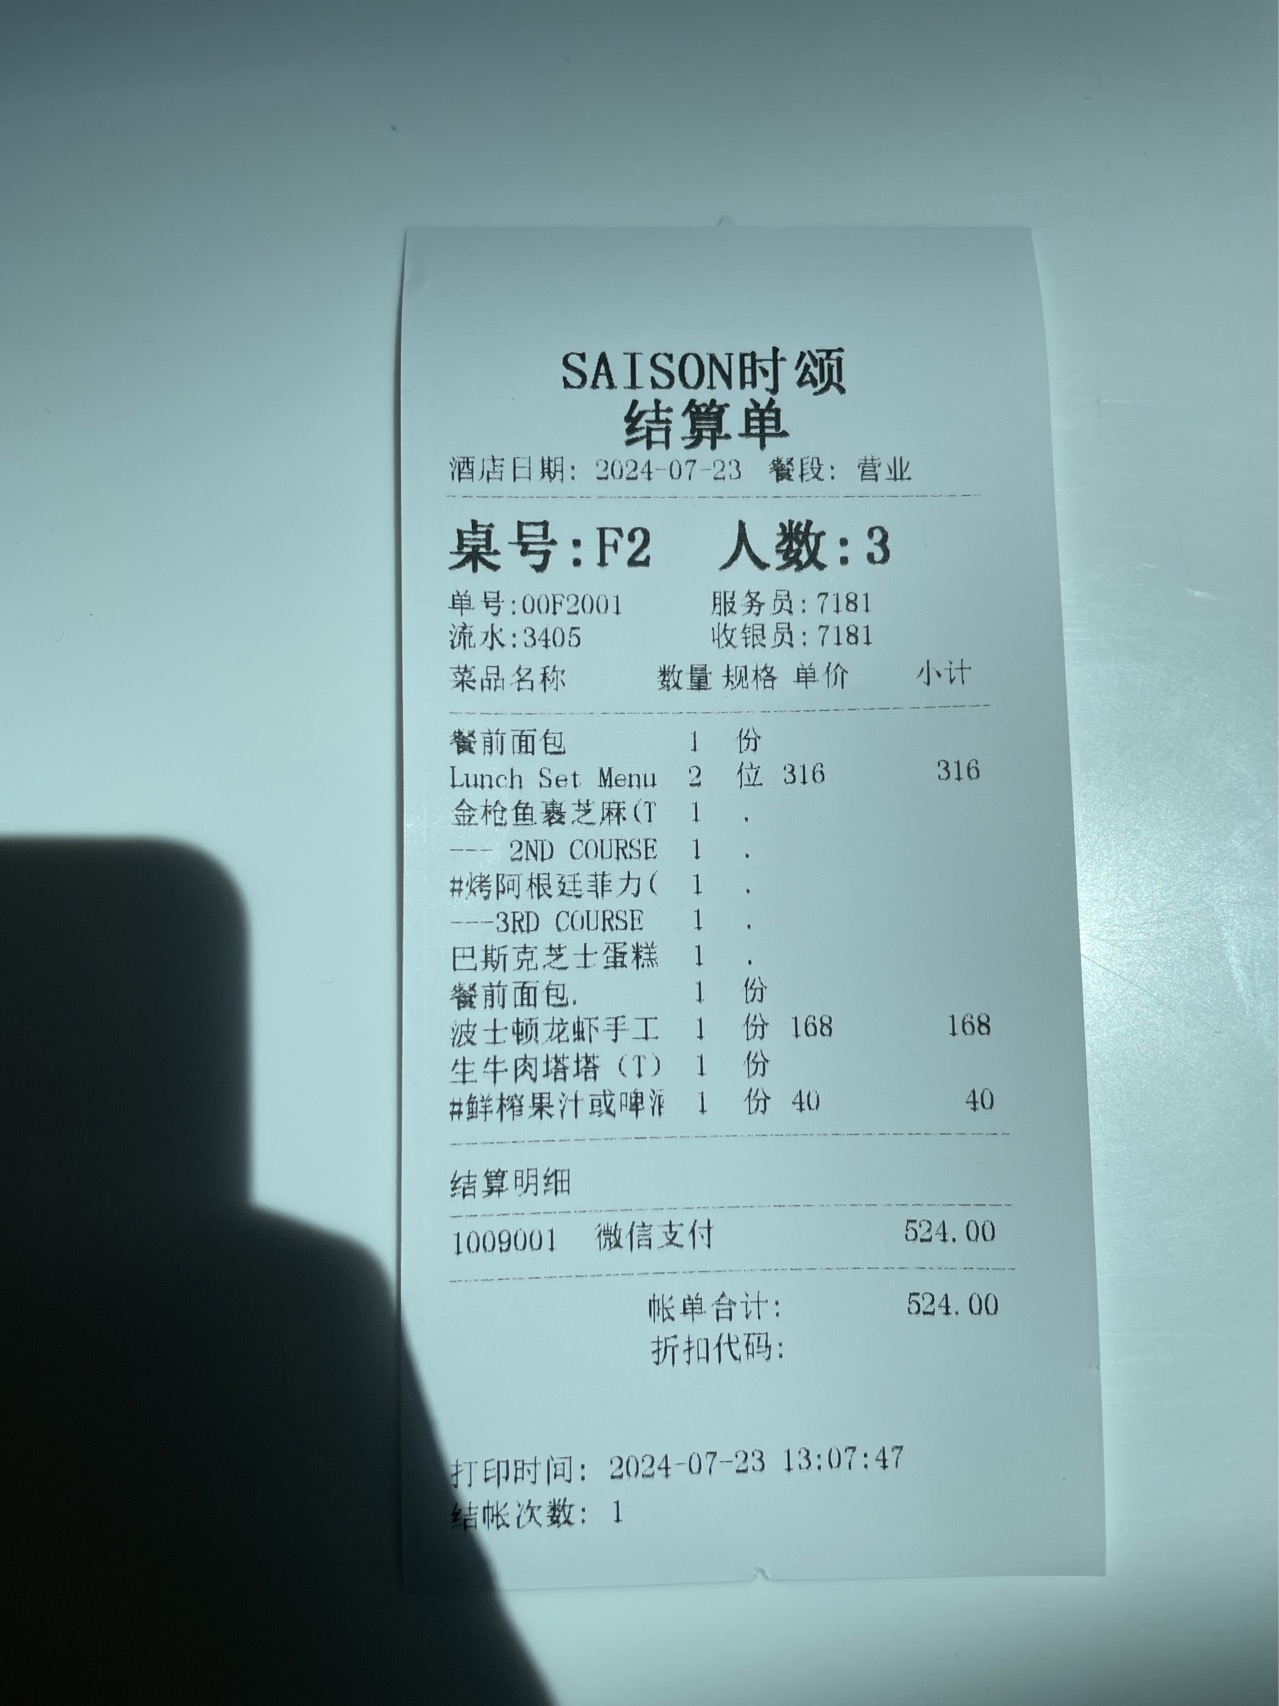 SAISON时颂
结算单
酒店日期: 2024-07-23 餐段: 营业
桌号:F2 人数:3
单号:00F2001 服务员:7181
流水:3405 收银员:7181
菜品名称 数量 规格 单价 小计
餐前面包 1 份
Lunch Set Menu 2 位 316 316
金枪鱼裹芝麻(T 1 .
--- 2ND COURSE 1 .
#烤阿根廷菲力( 1 .
---3RD COURSE 1 .
巴斯克芝士蛋糕 1 .
餐前面包. 1 份
波士顿龙虾手工 1 份 168 168
生牛肉塔塔 (T) 1 份
#鲜榨果汁或啤酒 1 份 40 40
结算明细
1009001 微信支付 524.00
帐单合计: 524.00
折扣代码:
打印时间: 2024-07-23 13:07:47
结帐次数: 1